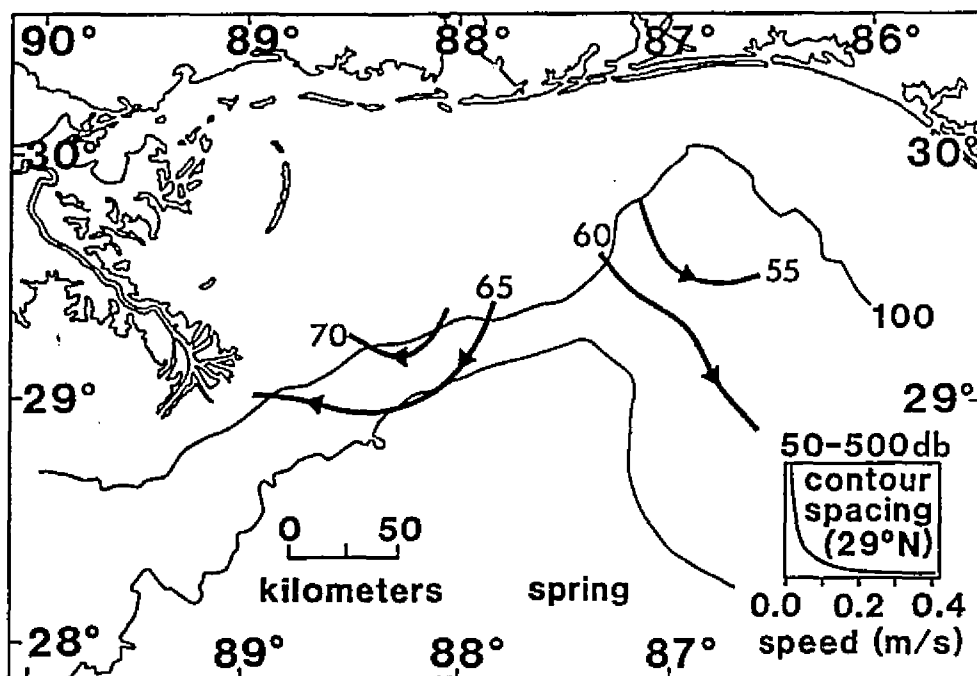 90° 89° 88° 87° 86°
30° 30°
60
65 55
70 100
29° 29°
50-500db
contour
spacing
(29°N)
0 50
kilometers spring
0.0 0.2 0.4
speed (m/s)
28°
89° 88° 87°